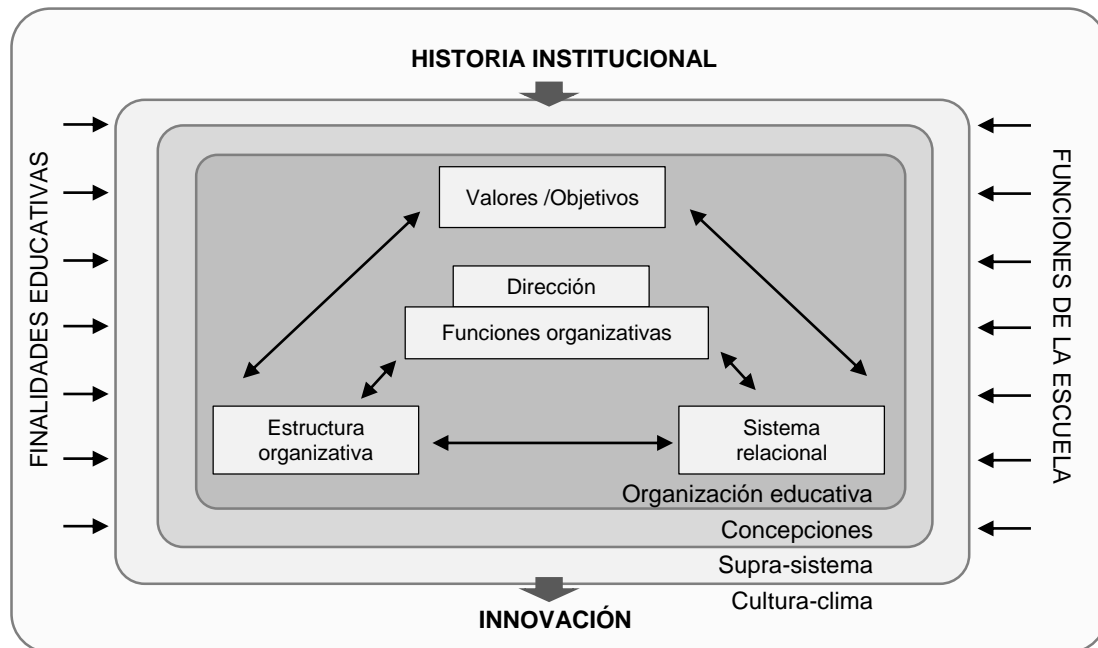 HISTORIA INSTITUCIONAL
FINALIDADES EDUCATIVAS
FUNCIONES DE LA ESCUELA
Valores /Objetivos
Dirección
Funciones organizativas
Estructura
organizativa
Sistema
relacional
Organización educativa
Concepciones
Supra-sistema
Cultura-clima
INNOVACIÓN